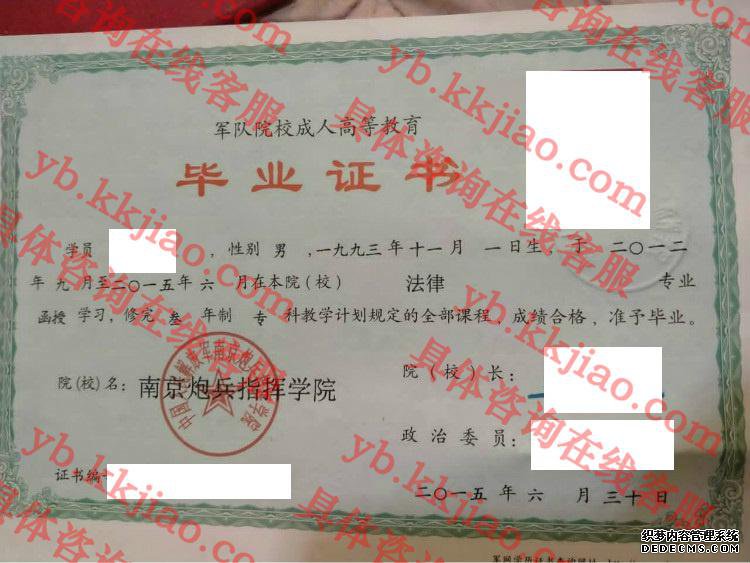 军队院校成人高等教育
毕业证书
学员 ，性别 男 ，一九九三 年 十一 月 一 日生，于 二〇一二
年 九 月至 二〇一五 年 六 月在本院（校） 法律 专业
函授 学习，修完 叁 年制 专 科教学计划规定的全部课程，成绩合格，准予毕业。
院（校）名：南京炮兵指挥学院
院（校）长：
政治委员：
证书编
二〇一五 年 六 月 三十 日
具体咨询在线客服
yb.kkjiao.com
织梦内容管理系统
DEDECMS.COM